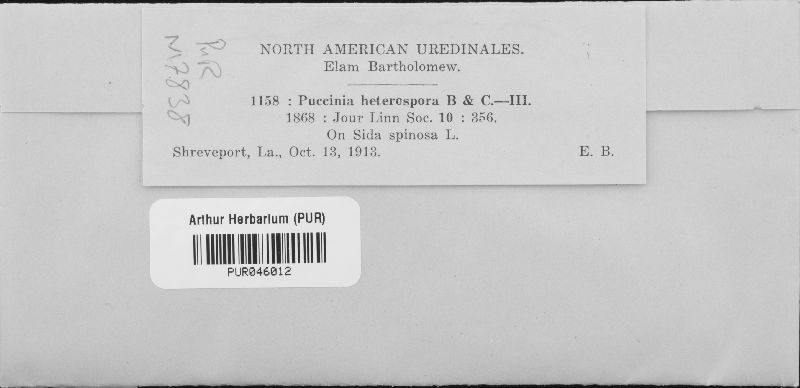 PUR
N7838
NORTH AMERICAN UREDINALES.
Elam Bartholomew.
1158 : Puccinia heterospora B & C.—III.
1868 : Jour Linn Soc. 10 : 356.
On Sida spinosa L.
Shreveport, La., Oct. 13, 1913. E. B.
Arthur Herbarium (PUR)
PUR046012